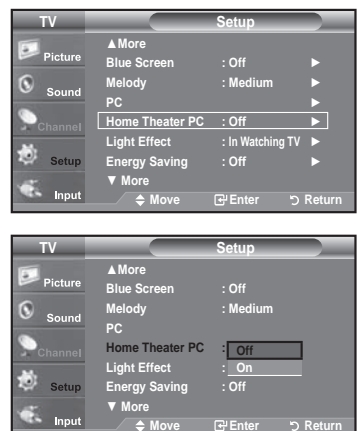 TV Setup
Picture
Sound
Channel
Setup
Input
▲More
Blue Screen : Off ▶
Melody : Medium ▶
PC ▶
Home Theater PC : Off ▶
Light Effect : In Watching TV ▶
Energy Saving : Off ▶
▼ More
Move Enter Return
TV Setup
Picture
Sound
Channel
Setup
Input
▲More
Blue Screen : Off
Melody : Medium
PC
Home Theater PC : Off
Light Effect : On
Energy Saving : Off
▼ More
Move Enter Return